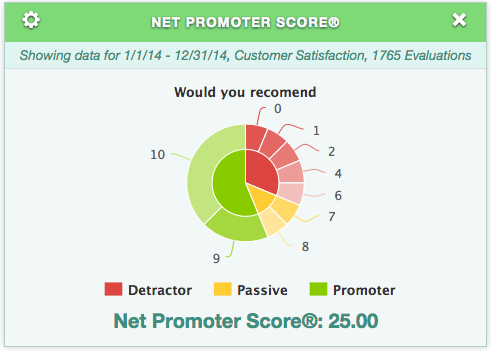 NET PROMOTER SCORE®
Showing data for 1/1/14 - 12/31/14, Customer Satisfaction, 1765 Evaluations
Would you recomend
0
1
2
4
6
7
8
9
10
Detractor Passive Promoter
Net Promoter Score®: 25.00